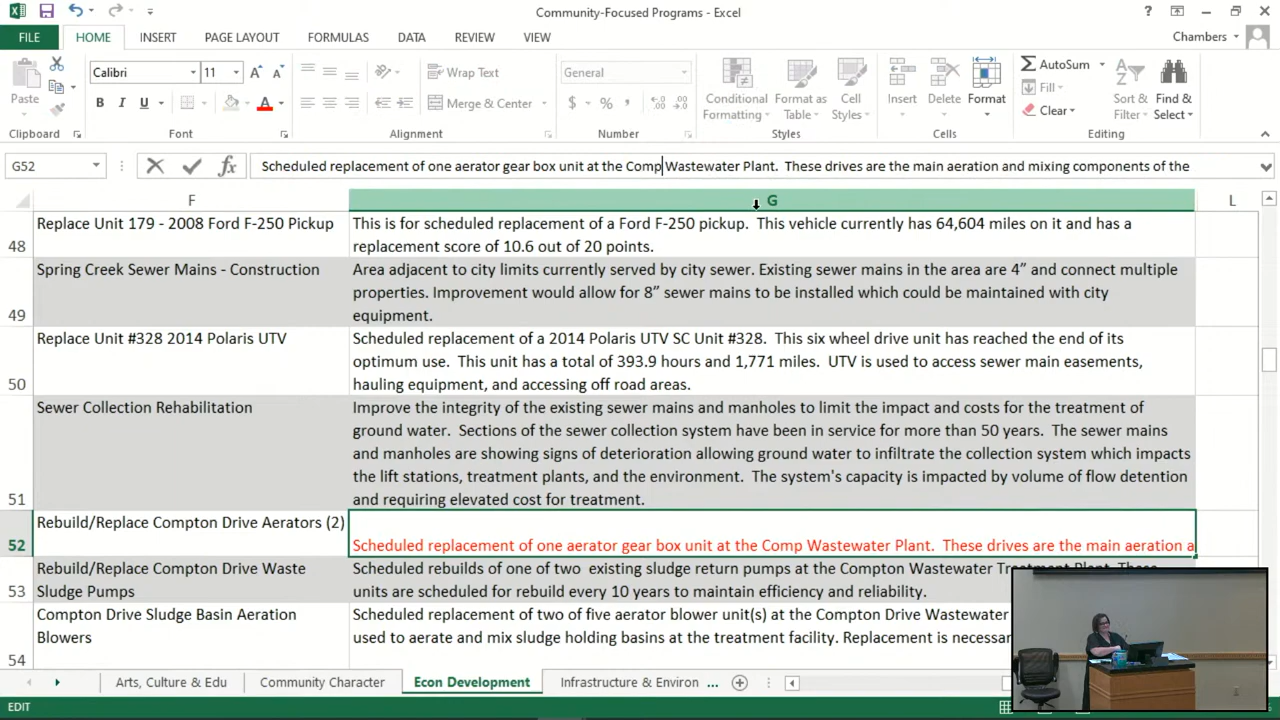 Community-Focused Programs - Excel
?
FILE HOME INSERT PAGE LAYOUT FORMULAS DATA REVIEW VIEW Chambers
Calibri 11 Wrap Text General AutoSum
Fill
Paste B I U A Merge & Center $ % , Conditional Formatting Format as Table Cell Styles Insert Delete Format Clear Sort & Filter Find & Select
Clipboard Font Alignment Number Styles Cells Editing
G52 fx Scheduled replacement of one aerator gear box unit at the Comp Wastewater Plant.  These drives are the main aeration and mixing components of the
F G L
Replace Unit 179 - 2008 Ford F-250 Pickup This is for scheduled replacement of a Ford F-250 pickup.  This vehicle currently has 64,604 miles on it and has a
48 replacement score of 10.6 out of 20 points.
Spring Creek Sewer Mains - Construction Area adjacent to city limits currently served by city sewer. Existing sewer mains in the area are 4” and connect multiple
properties. Improvement would allow for 8” sewer mains to be installed which could be maintained with city
49 equipment.
Replace Unit #328 2014 Polaris UTV Scheduled replacement of a 2014 Polaris UTV SC Unit #328.  This six wheel drive unit has reached the end of its
optimum use.  This unit has a total of 393.9 hours and 1,771 miles.  UTV is used to access sewer main easements,
50 hauling equipment, and accessing off road areas.
Sewer Collection Rehabilitation Improve the integrity of the existing sewer mains and manholes to limit the impact and costs for the treatment of
ground water.  Sections of the sewer collection system have been in service for more than 50 years.  The sewer mains
and manholes are showing signs of deterioration allowing ground water to infiltrate the collection system which impacts
the lift stations, treatment plants, and the environment.  The system's capacity is impacted by volume of flow detention
51 and requiring elevated cost for treatment.
Rebuild/Replace Compton Drive Aerators (2)
52 Scheduled replacement of one aerator gear box unit at the Comp Wastewater Plant.  These drives are the main aeration a
Rebuild/Replace Compton Drive Waste Scheduled rebuilds of one of two  existing sludge return pumps at the Compton Wastewater Treatment Plant. These
53 Sludge Pumps units are scheduled for rebuild every 10 years to maintain efficiency and reliability.
Compton Drive Sludge Basin Aeration Scheduled replacement of two of five aerator blower unit(s) at the Compton Drive Wastewater
Blowers used to aerate and mix sludge holding basins at the treatment facility. Replacement is necessar
54
Arts, Culture & Edu Community Character Econ Development Infrastructure & Environ ...
EDIT